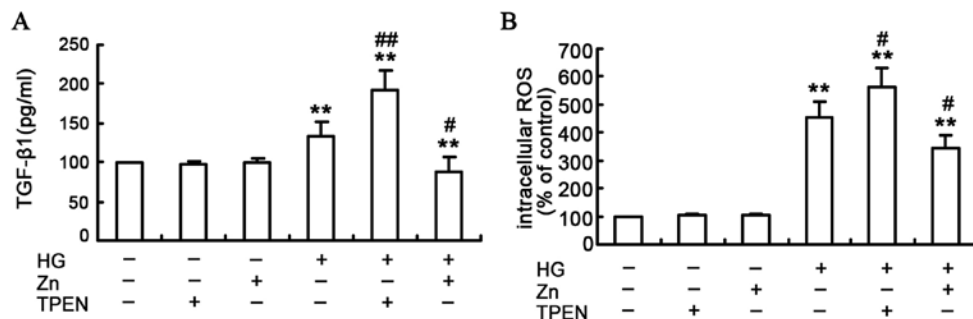 A
TGF-β1(pg/ml)
250
200
150
100
50
0
**
##
**
#
**
HG – – – + + +
Zn – – + – – +
TPEN – + – – + –
B
intracellular ROS
(% of control)
700
600
500
400
300
200
100
0
**
#
**
#
**
HG – – – + + +
Zn – – + – – +
TPEN – + – – + –